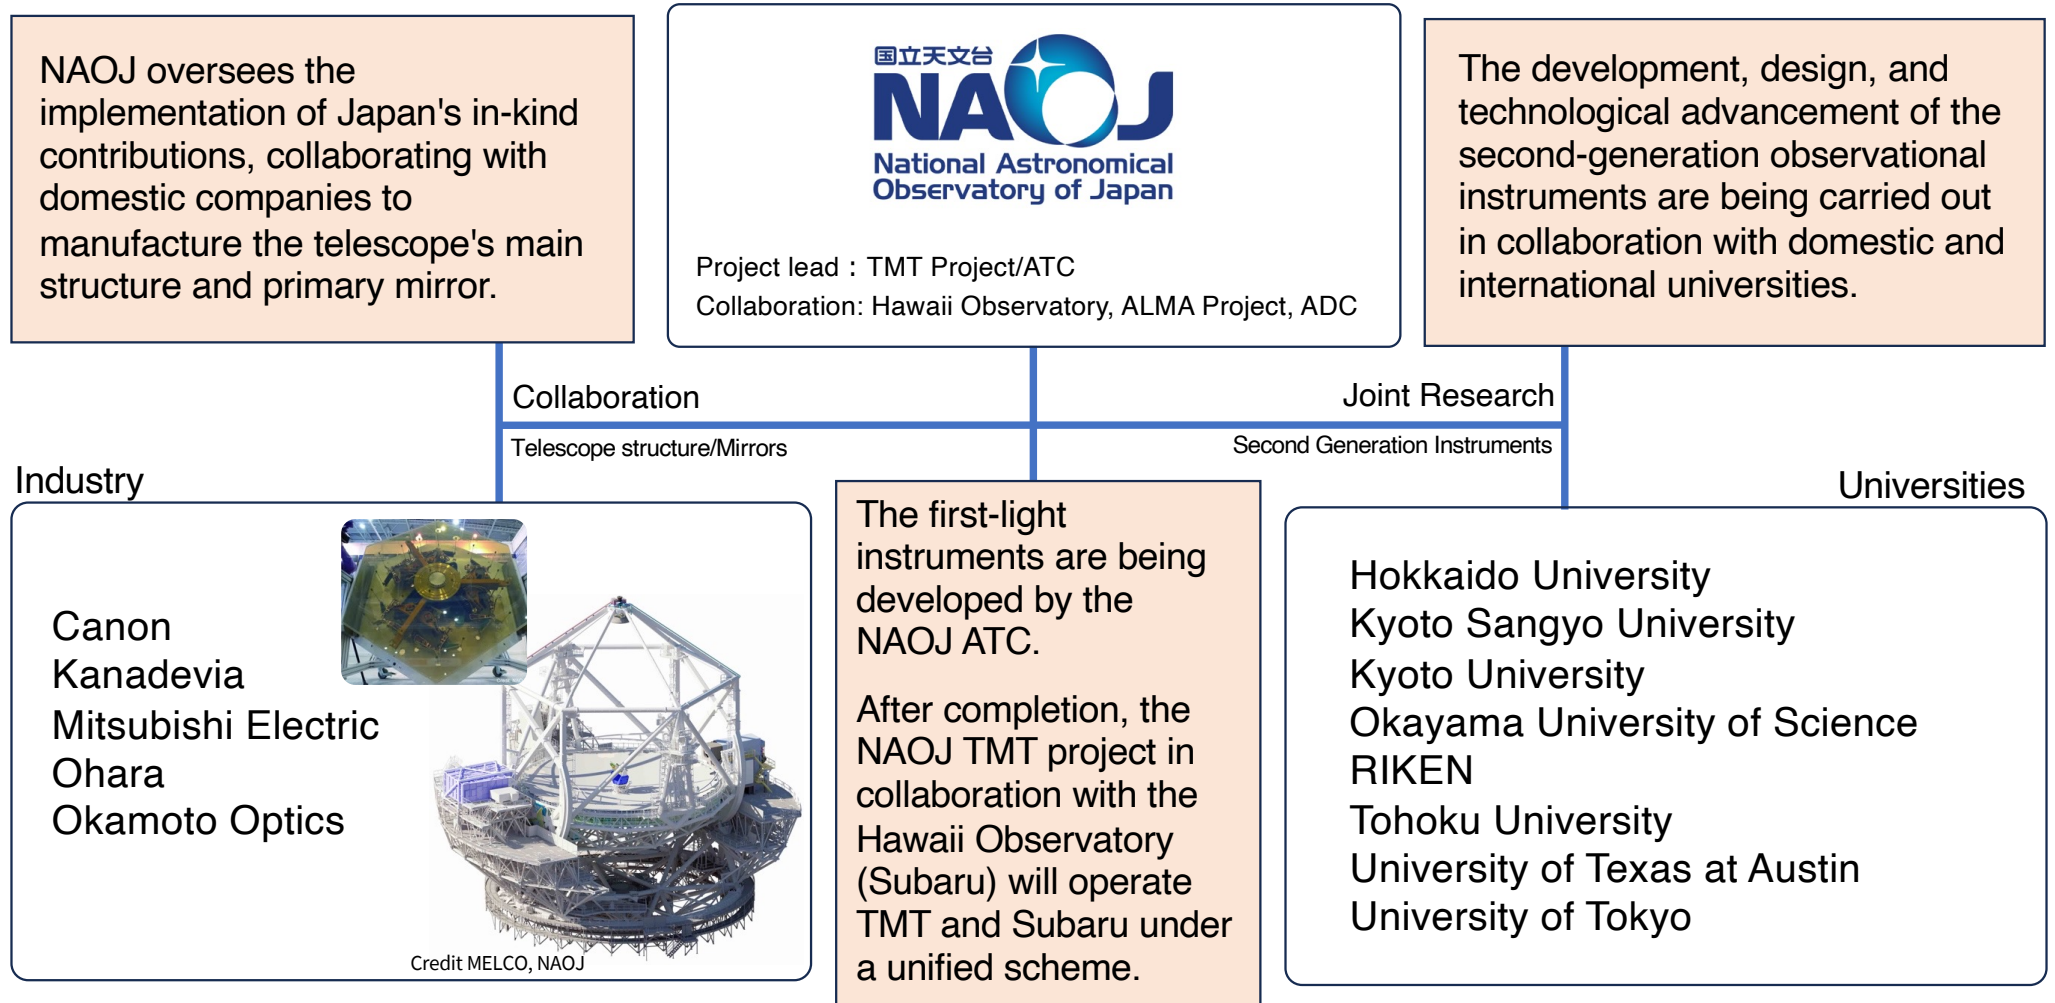 NAOJ oversees the
implementation of Japan's in-kind
contributions, collaborating with
domestic companies to
manufacture the telescope's main
structure and primary mirror.
国立天文台
NAOJ
National Astronomical
Observatory of Japan
Project lead：TMT Project/ATC
Collaboration: Hawaii Observatory, ALMA Project, ADC
The development, design, and
technological advancement of the
second-generation observational
instruments are being carried out
in collaboration with domestic and
international universities.
Collaboration
Telescope structure/Mirrors
Joint Research
Second Generation Instruments
Industry
Canon
Kanadevia
Mitsubishi Electric
Ohara
Okamoto Optics
Credit MELCO, NAOJ
The first-light
instruments are being
developed by the
NAOJ ATC.
After completion, the
NAOJ TMT project in
collaboration with the
Hawaii Observatory
(Subaru) will operate
TMT and Subaru under
a unified scheme.
Universities
Hokkaido University
Kyoto Sangyo University
Kyoto University
Okayama University of Science
RIKEN
Tohoku University
University of Texas at Austin
University of Tokyo